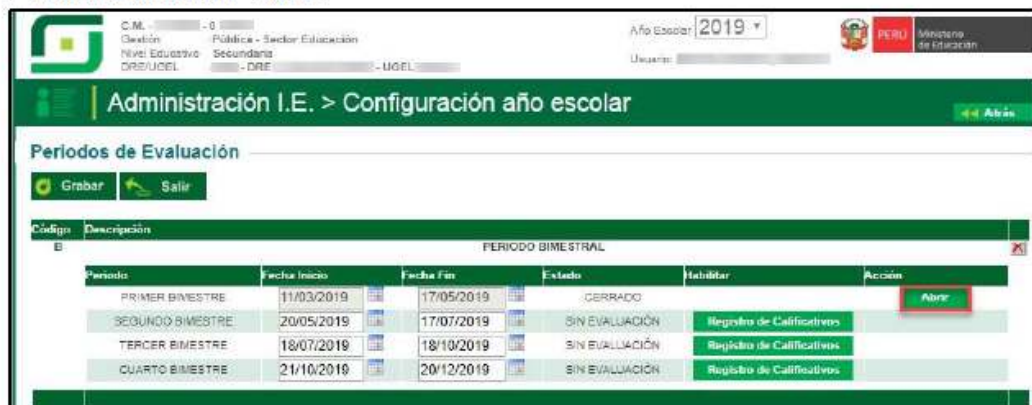 C.M. - - 0
Gestión Pública - Sector Educación
Nivel Educativo Secundaria
DRE/UGEL - DRE - UGEL
Año Escolar 2019
Usuario:
PERÚ Ministerio de Educación
Administración I.E. > Configuración año escolar
Atrás
Periodos de Evaluación
Grabar Salir
Código Descripción
B PERIODO BIMESTRAL
Periodo Fecha Inicio Fecha Fin Estado Habilitar Acción
PRIMER BIMESTRE 11/03/2019 17/05/2019 CERRADO Abrir
SEGUNDO BIMESTRE 20/05/2019 17/07/2019 SIN EVALUACIÓN Registro de Calificativos
TERCER BIMESTRE 18/07/2019 18/10/2019 SIN EVALUACIÓN Registro de Calificativos
CUARTO BIMESTRE 21/10/2019 20/12/2019 SIN EVALUACIÓN Registro de Calificativos